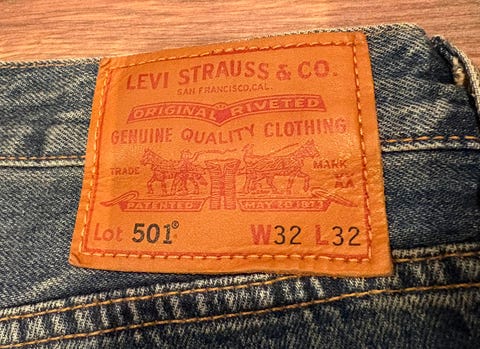 LEVI STRAUSS & CO.
SAN FRANCISCO, CAL.
ORIGINAL RIVETED
GENUINE QUALITY CLOTHING
TRADE MARK
PATENTED MAY 20 1873
Lot 501® W32 L32